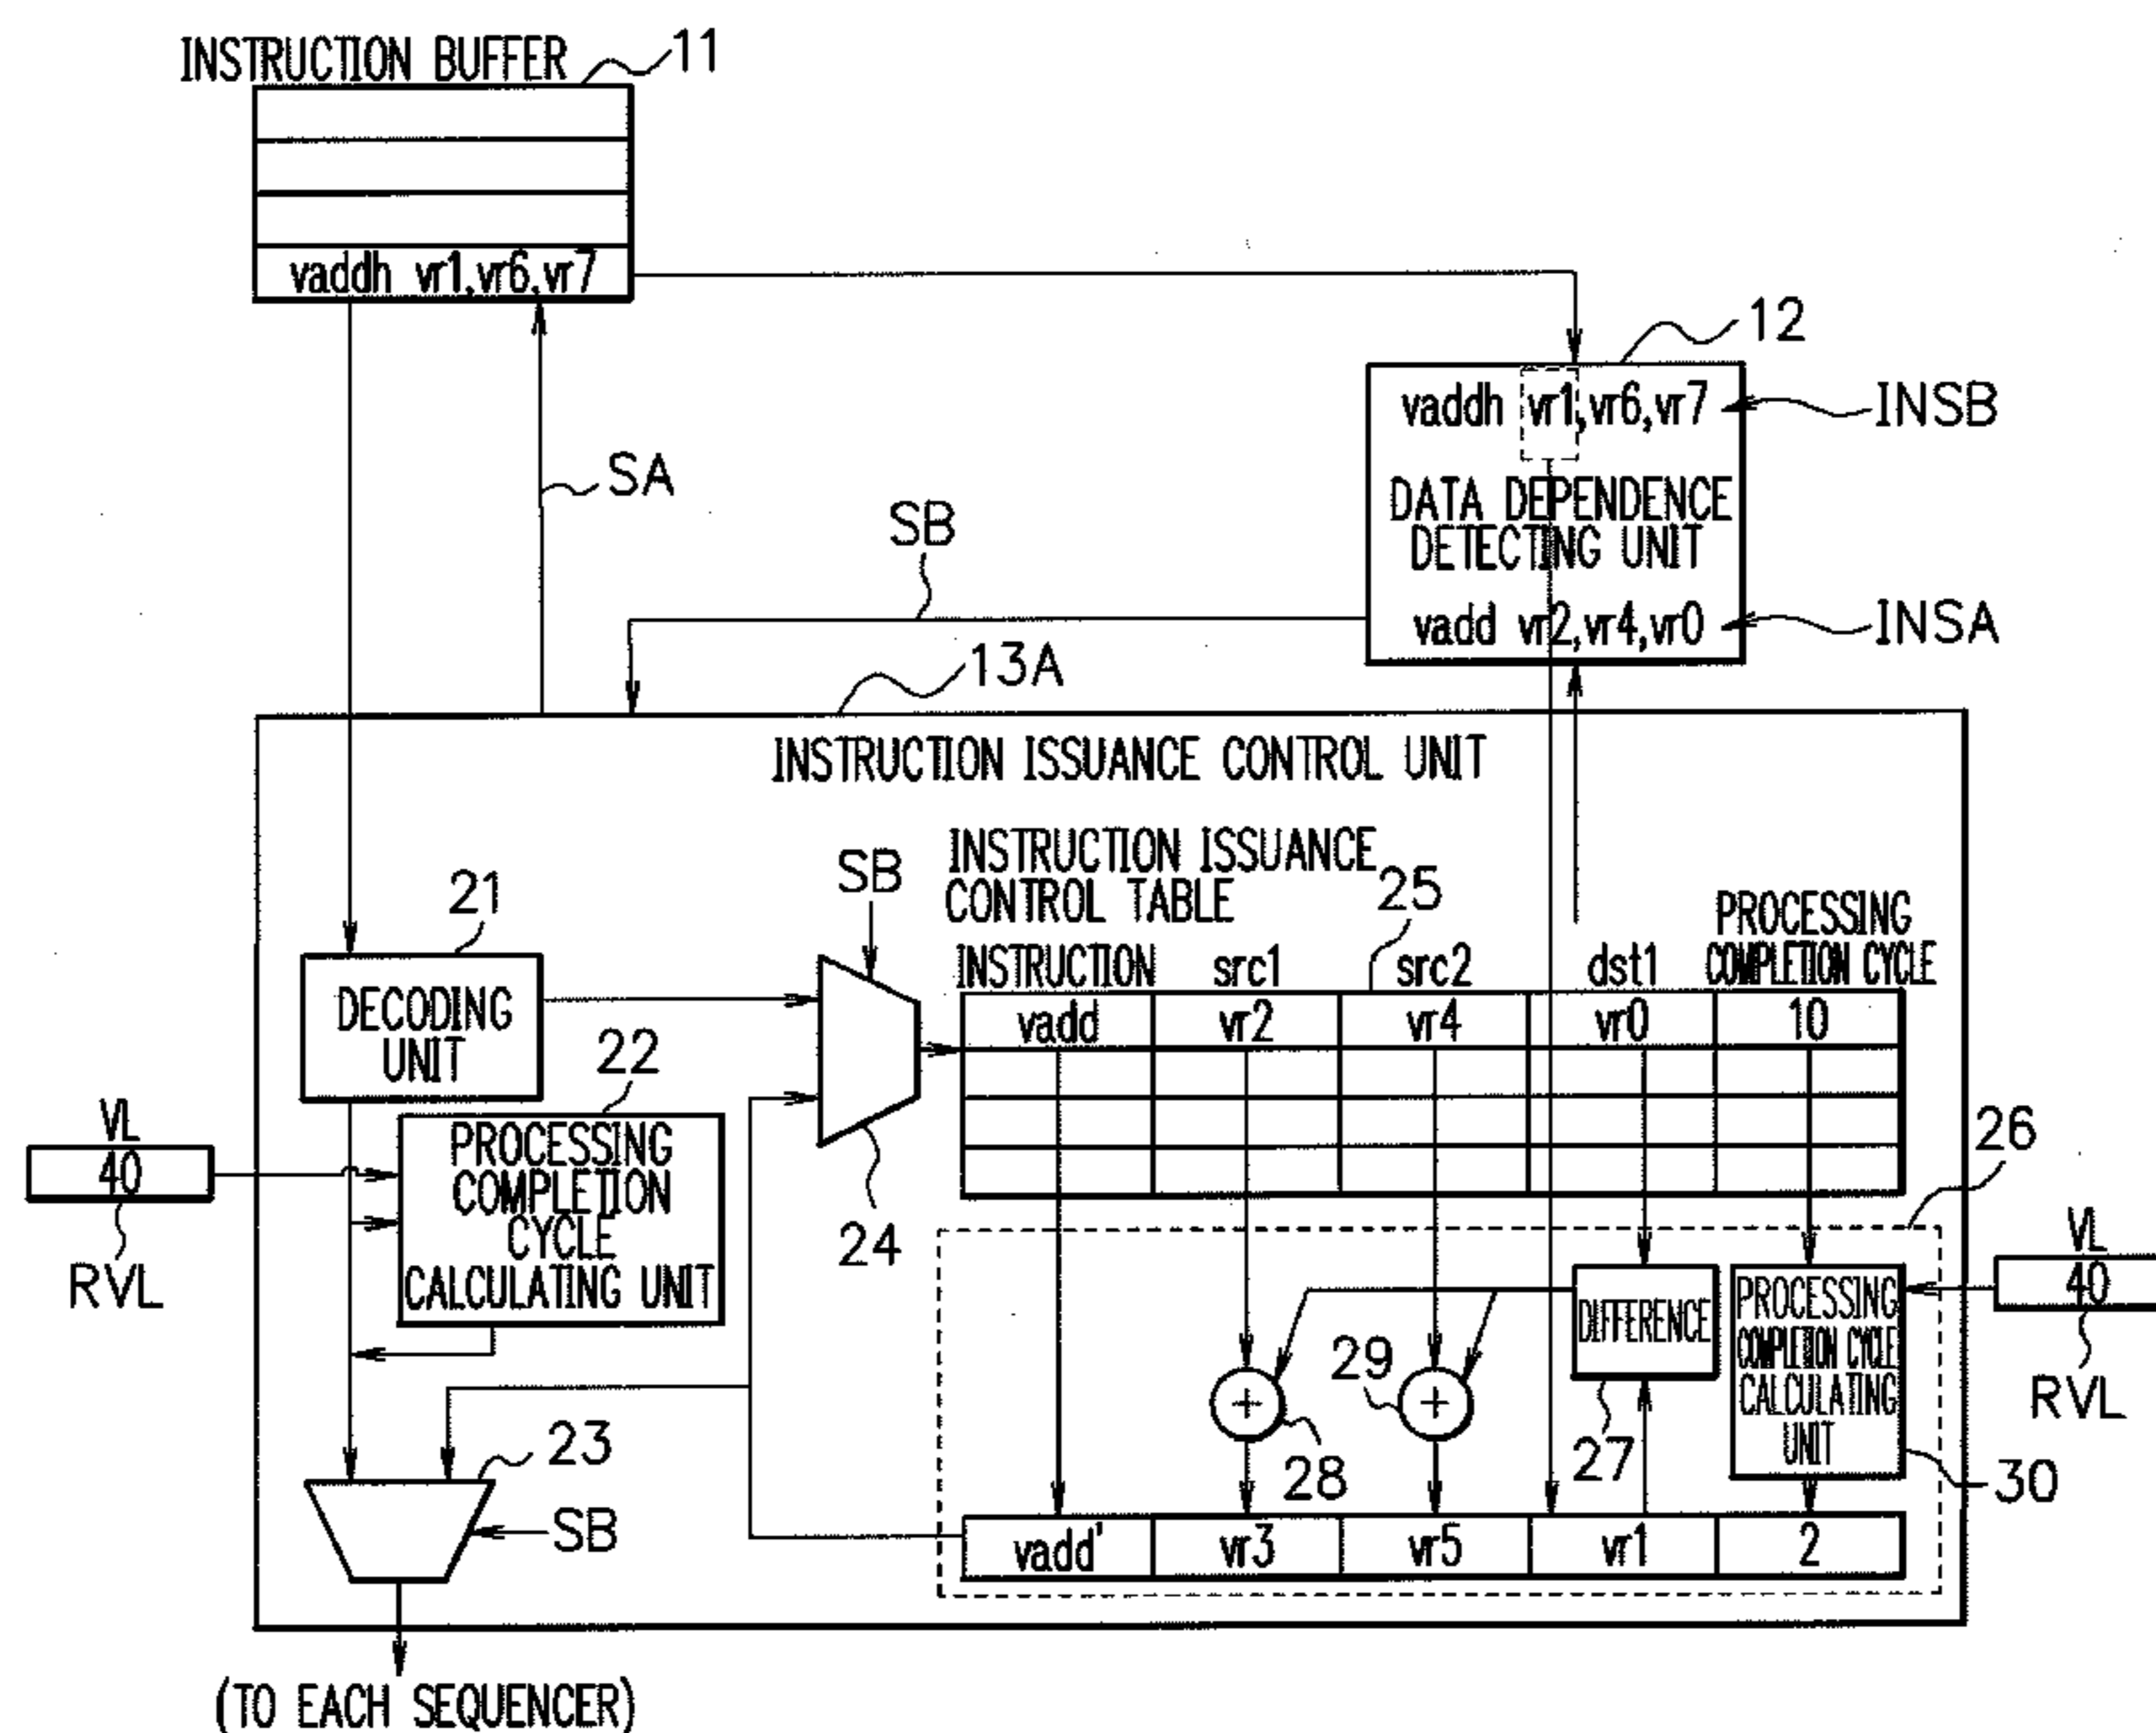 INSTRUCTION BUFFER
11
vaddh vr1,vr6,vr7
12
vaddh vr1,vr6,vr7
INSB
DATA DEPENDENCE
DETECTING UNIT
vadd vr2,vr4,vr0
INSA
SA
SB
13A
INSTRUCTION ISSUANCE CONTROL UNIT
21
DECODING
UNIT
22
PROCESSING
COMPLETION
CYCLE
CALCULATING UNIT
VL
40
RVL
23
SB
(TO EACH SEQUENCER)
SB
24
INSTRUCTION ISSUANCE
CONTROL TABLE
25
INSTRUCTION src1 src2 dst1 PROCESSING
COMPLETION CYCLE
vadd vr2 vr4 vr0 10
26
VL
40
RVL
DIFFERENCE
27
PROCESSING
COMPLETION CYCLE
CALCULATING
UNIT
30
+
28
29
+
vadd' vr3 vr5 vr1 2